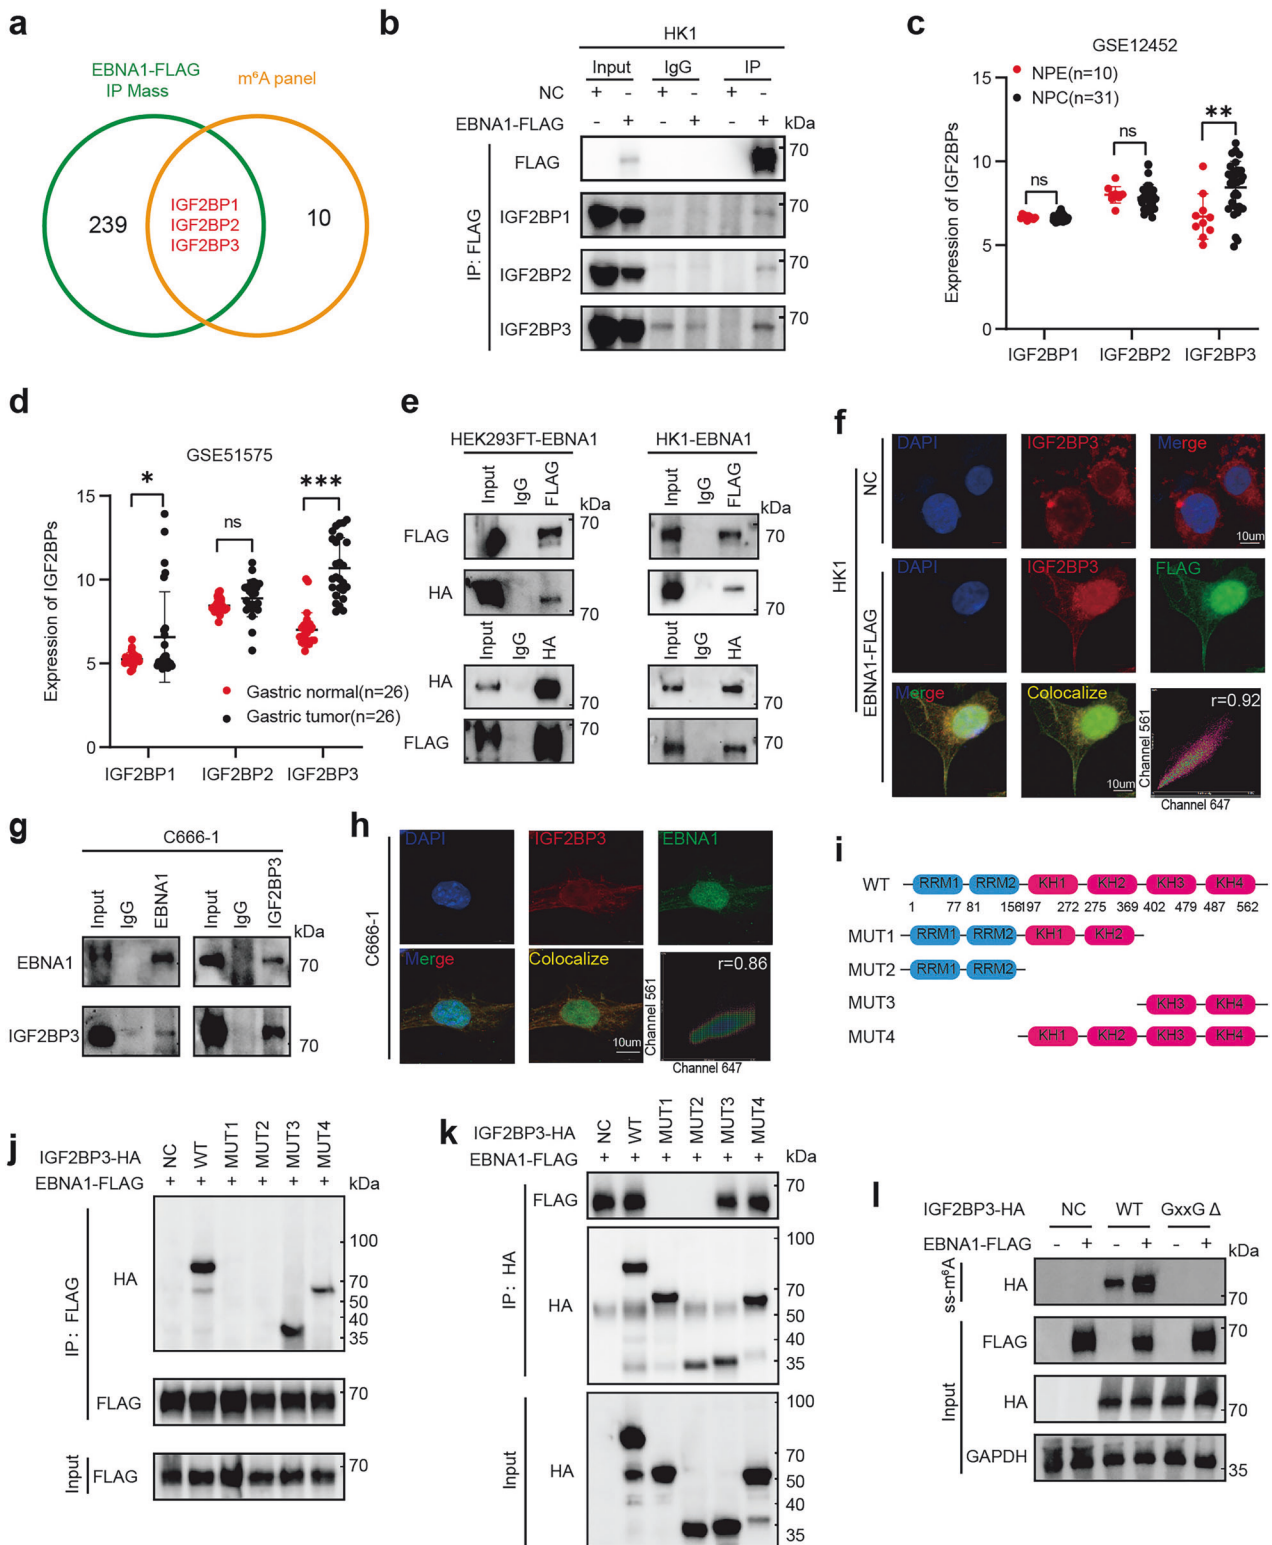 a
EBNA1-FLAG
IP Mass
m⁶A panel
239
IGF2BP1
IGF2BP2
IGF2BP3
10
b
HK1
Input IgG IP
NC + - + - + -
EBNA1-FLAG - + - + - + kDa
IP: FLAG
FLAG 70
IGF2BP1 70
IGF2BP2 70
IGF2BP3 70
c
GSE12452
NPE(n=10)
NPC(n=31)
Expression of IGF2BPs
15
10
5
0
ns
ns
**
IGF2BP1 IGF2BP2 IGF2BP3
d
GSE51575
Expression of IGF2BPs
15
10
5
0
*
ns
***
Gastric normal(n=26)
Gastric tumor(n=26)
IGF2BP1 IGF2BP2 IGF2BP3
e
HEK293FT-EBNA1 HK1-EBNA1
Input IgG FLAG kDa Input IgG FLAG kDa
FLAG 70 70
HA 70 70
Input IgG HA Input IgG HA
HA 70 70
FLAG 70 70
f
HK1
NC
DAPI IGF2BP3 Merge
10um
EBNA1-FLAG
DAPI IGF2BP3 FLAG
Merge Colocalize r=0.92
10um
Channel 561
Channel 647
g
C666-1
Input IgG EBNA1 Input IgG IGF2BP3
kDa
EBNA1 70
IGF2BP3 70
h
C666-1
DAPI IGF2BP3 EBNA1
Merge Colocalize r=0.86
10um
Channel 561
Channel 647
i
WT RRM1 RRM2 KH1 KH2 KH3 KH4
1 77 81 156 197 272 275 369 402 479 487 562
MUT1 RRM1 RRM2 KH1 KH2
MUT2 RRM1 RRM2
MUT3 KH3 KH4
MUT4 KH1 KH2 KH3 KH4
j
IGF2BP3-HA NC WT MUT1 MUT2 MUT3 MUT4
EBNA1-FLAG + + + + + + kDa
IP: FLAG
HA
100
70
50
40
35
FLAG 70
Input
FLAG 70
k
IGF2BP3-HA NC WT MUT1 MUT2 MUT3 MUT4
EBNA1-FLAG + + + + + + kDa
IP: HA
FLAG 70
HA
100
70
50
40
35
Input
HA
100
70
50
40
35
l
IGF2BP3-HA NC WT GxxG Δ
EBNA1-FLAG - + - + - + kDa
ss-m⁶A
HA 70
Input
FLAG 70
HA 70
GAPDH 35